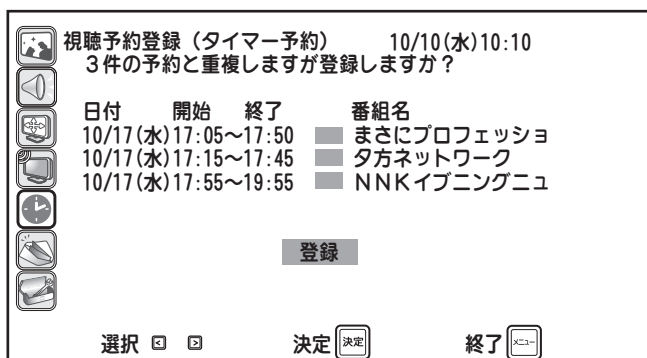 視聴予約登録（タイマー予約） 10/10(水)10:10
３件の予約と重複しますが登録しますか？
日付 開始 終了 番組名
10/17(水)17:05～17:50 まさにプロフェッショ
10/17(水)17:15～17:45 夕方ネットワーク
10/17(水)17:55～19:55 ＮＮＫイブニングニュ
登録
選択 決定 決定 終了 メニュー